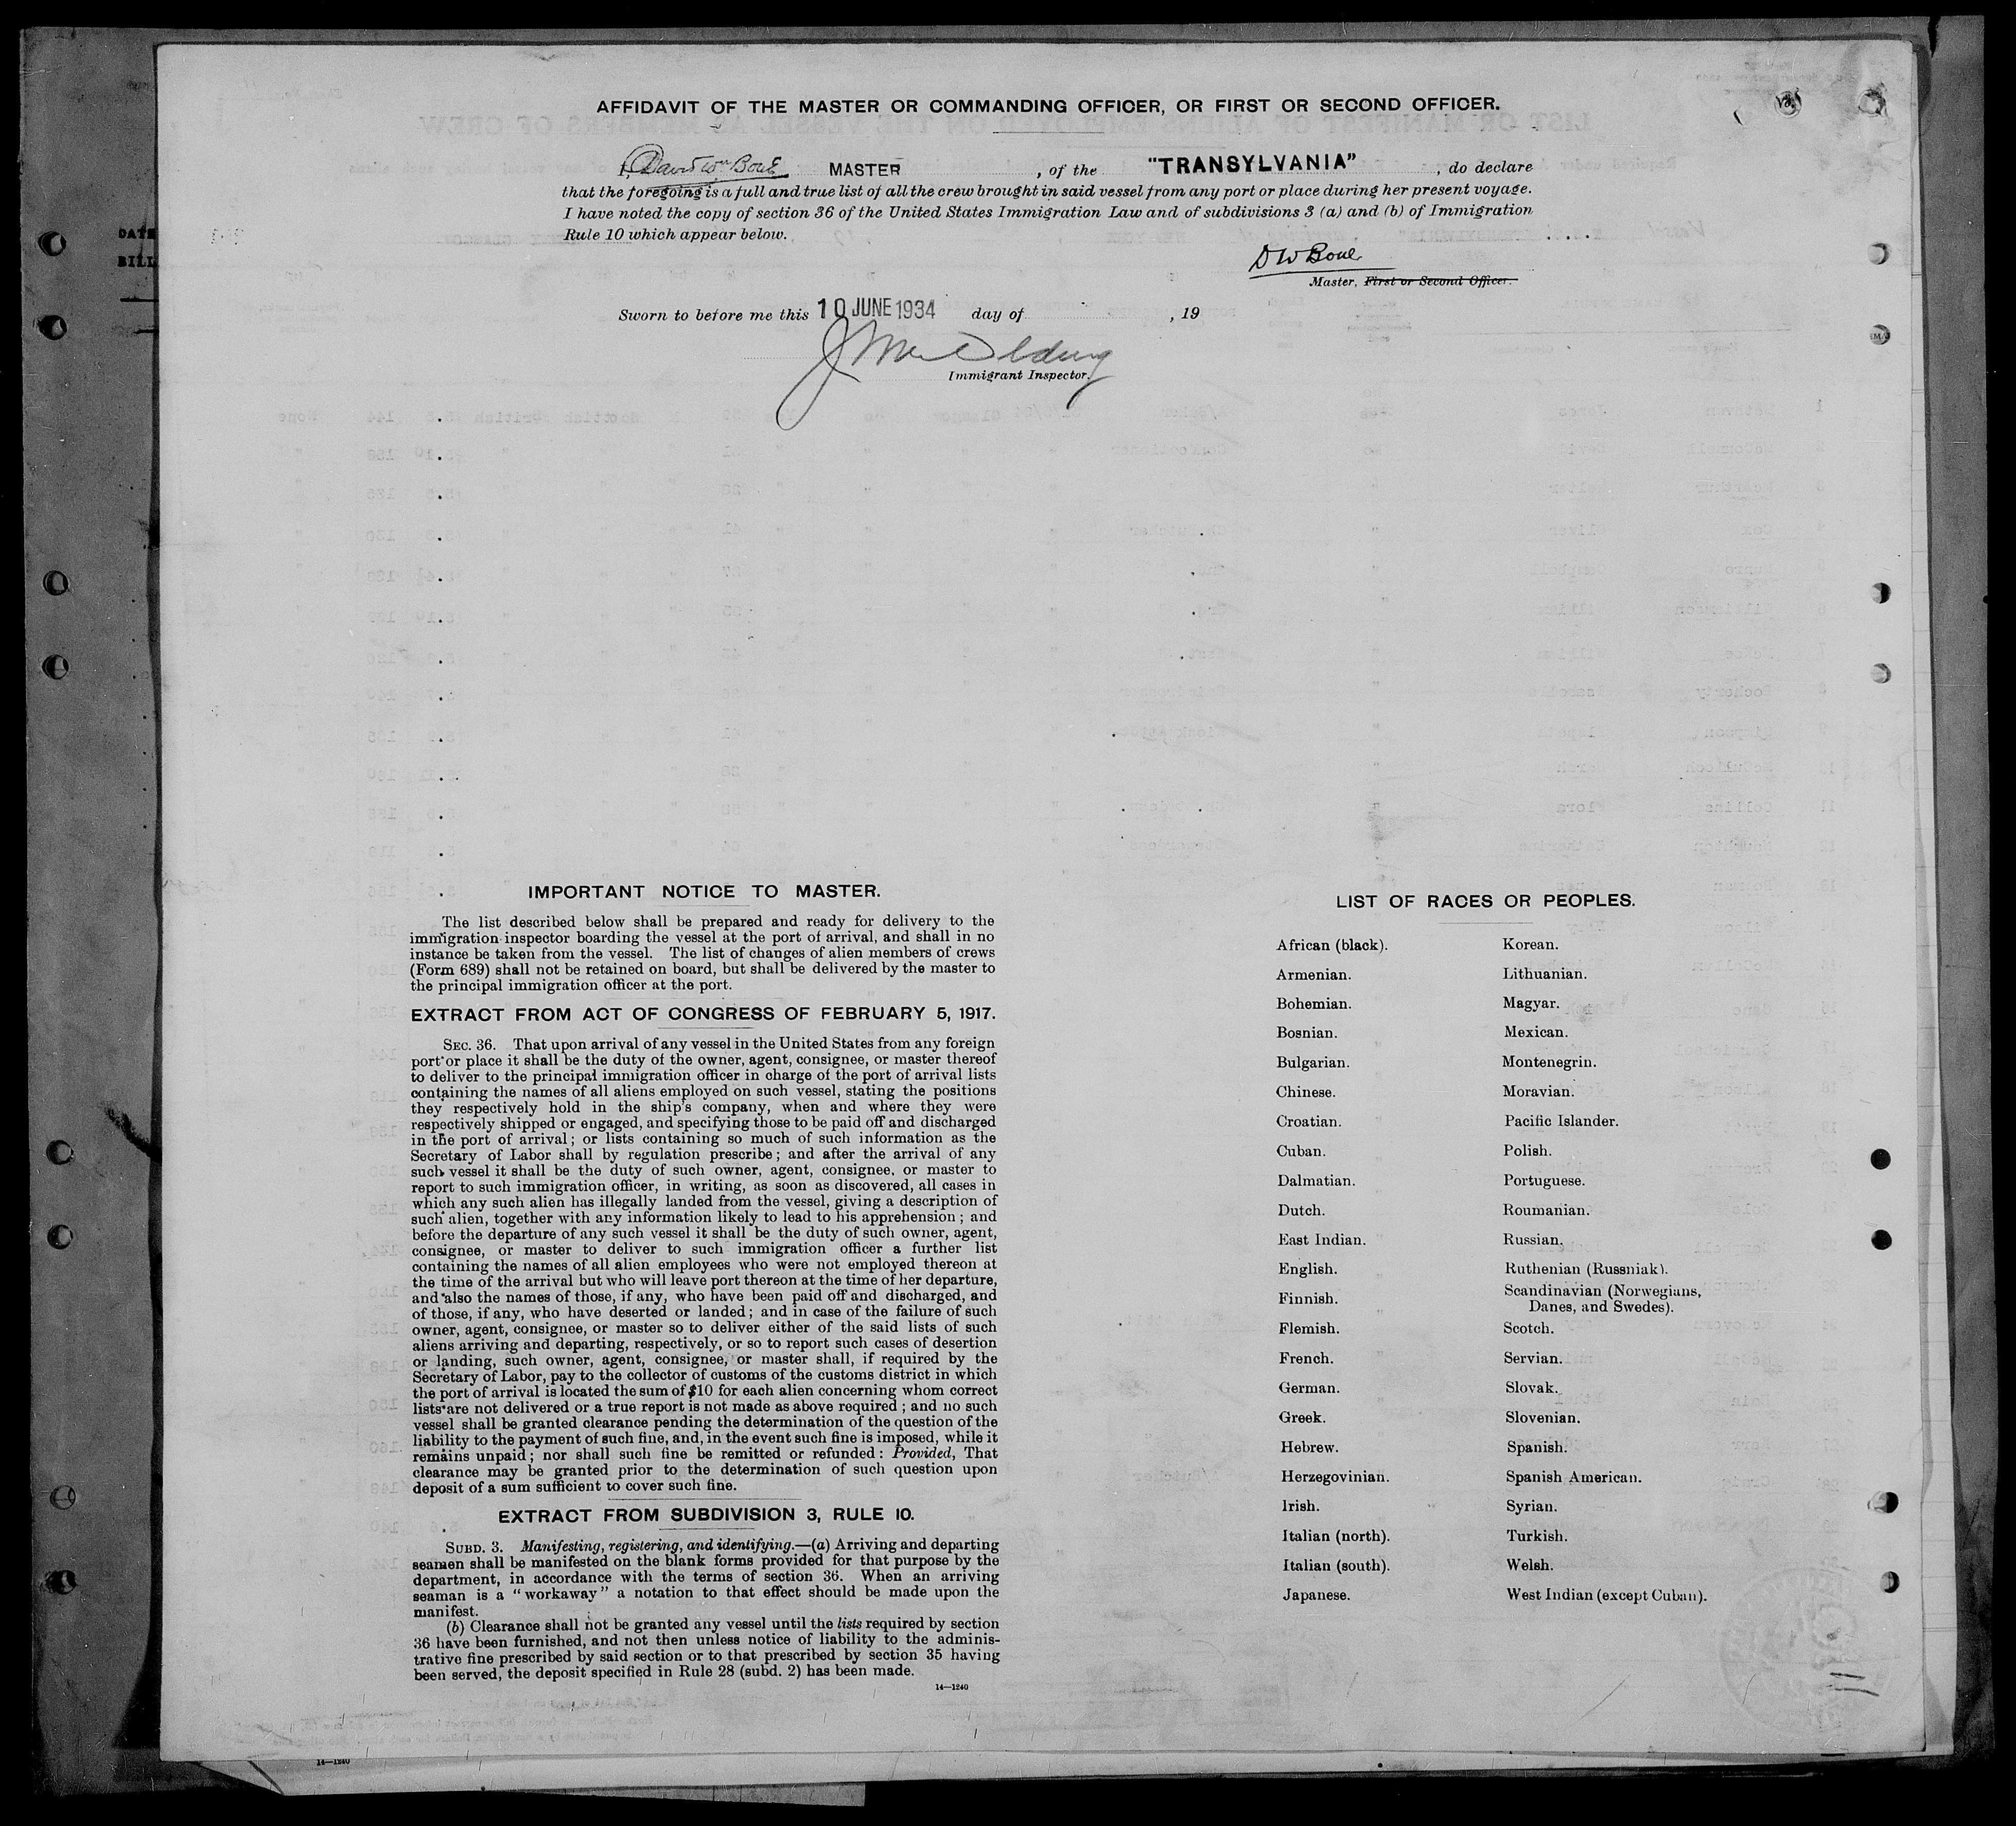 AFFIDAVIT OF THE MASTER OR COMMANDING OFFICER, OR FIRST OR SECOND OFFICER.
I, David Wm Bone MASTER , of the "TRANSYLVANIA" , do declare
that the foregoing is a full and true list of all the crew brought in said vessel from any port or place during her present voyage.
I have noted the copy of section 36 of the United States Immigration Law and of subdivisions 3 (a) and (b) of Immigration
Rule 10 which appear below.
D W Bone
Master, First or Second Officer.
Sworn to before me this 10 JUNE 1934 day of , 19
Immigrant Inspector.
DATE
BILL
IMPORTANT NOTICE TO MASTER.
The list described below shall be prepared and ready for delivery to the
immigration inspector boarding the vessel at the port of arrival, and shall in no
instance be taken from the vessel. The list of changes of alien members of crews
(Form 689) shall not be retained on board, but shall be delivered by the master to
the principal immigration officer at the port.
EXTRACT FROM ACT OF CONGRESS OF FEBRUARY 5, 1917.
SEC. 36. That upon arrival of any vessel in the United States from any foreign
port or place it shall be the duty of the owner, agent, consignee, or master thereof
to deliver to the principal immigration officer in charge of the port of arrival lists
containing the names of all aliens employed on such vessel, stating the positions
they respectively hold in the ship's company, when and where they were
respectively shipped or engaged, and specifying those to be paid off and discharged
in the port of arrival; or lists containing so much of such information as the
Secretary of Labor shall by regulation prescribe; and after the arrival of any
such vessel it shall be the duty of such owner, agent, consignee, or master to
report to such immigration officer, in writing, as soon as discovered, all cases in
which any such alien has illegally landed from the vessel, giving a description of
such alien, together with any information likely to lead to his apprehension; and
before the departure of any such vessel it shall be the duty of such owner, agent,
consignee, or master to deliver to such immigration officer a further list
containing the names of all alien employees who were not employed thereon at
the time of the arrival but who will leave port thereon at the time of her departure,
and also the names of those, if any, who have been paid off and discharged, and
of those, if any, who have deserted or landed; and in case of the failure of such
owner, agent, consignee, or master so to deliver either of the said lists of such
aliens arriving and departing, respectively, or so to report such cases of desertion
or landing, such owner, agent, consignee, or master shall, if required by the
Secretary of Labor, pay to the collector of customs of the customs district in which
the port of arrival is located the sum of $10 for each alien concerning whom correct
lists are not delivered or a true report is not made as above required; and no such
vessel shall be granted clearance pending the determination of the question of the
liability to the payment of such fine, and, in the event such fine is imposed, while it
remains unpaid; nor shall such fine be remitted or refunded: Provided, That
clearance may be granted prior to the determination of such question upon
deposit of a sum sufficient to cover such fine.
EXTRACT FROM SUBDIVISION 3, RULE 10.
SUBD. 3. Manifesting, registering, and identifying.—(a) Arriving and departing
seamen shall be manifested on the blank forms provided for that purpose by the
department, in accordance with the terms of section 36. When an arriving
seaman is a "workaway" a notation to that effect should be made upon the
manifest.
(b) Clearance shall not be granted any vessel until the lists required by section
36 have been furnished, and not then unless notice of liability to the adminis-
trative fine prescribed by said section or to that prescribed by section 35 having
been served, the deposit specified in Rule 28 (subd. 2) has been made.
14—1240
LIST OF RACES OR PEOPLES.
African (black).
Armenian.
Bohemian.
Bosnian.
Bulgarian.
Chinese.
Croatian.
Cuban.
Dalmatian.
Dutch.
East Indian.
English.
Finnish.
Flemish.
French.
German.
Greek.
Hebrew.
Herzegovinian.
Irish.
Italian (north).
Italian (south).
Japanese.
Korean.
Lithuanian.
Magyar.
Mexican.
Montenegrin.
Moravian.
Pacific Islander.
Polish.
Portuguese.
Roumanian.
Russian.
Ruthenian (Russniak).
Scandinavian (Norwegians,
Danes, and Swedes).
Scotch.
Servian.
Slovak.
Slovenian.
Spanish.
Spanish American.
Syrian.
Turkish.
Welsh.
West Indian (except Cuban).
14—1240